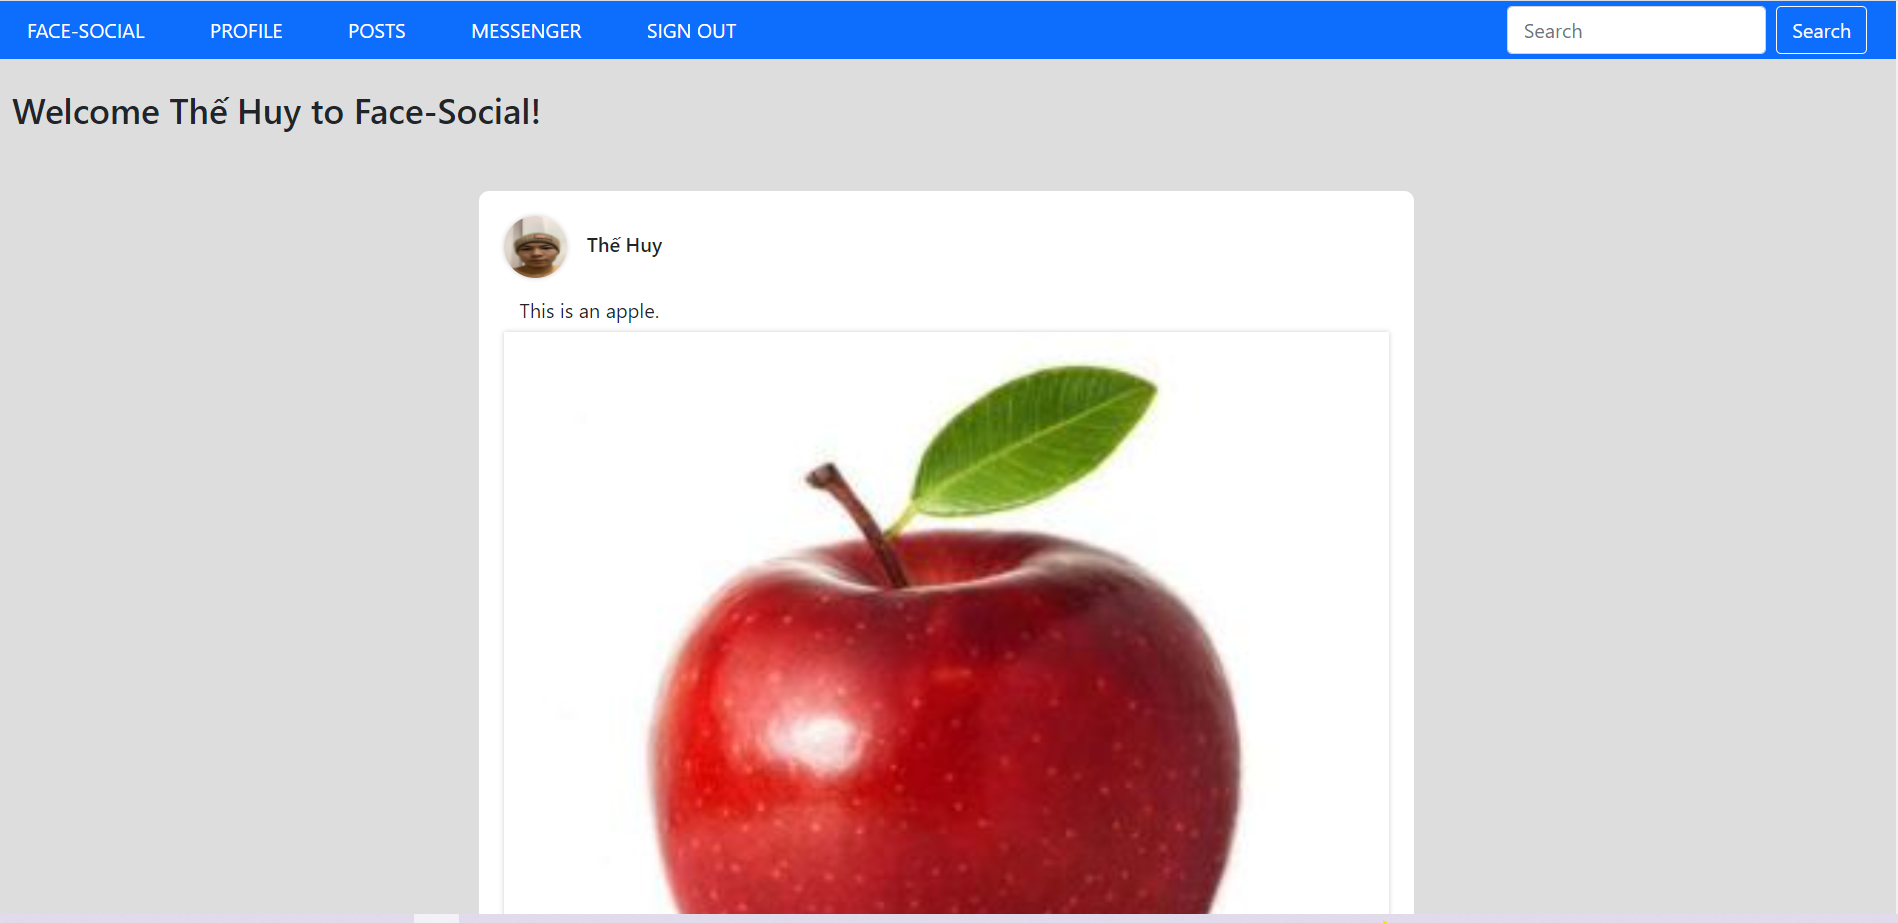 FACE-SOCIAL PROFILE POSTS MESSENGER SIGN OUT Search Search
Welcome Thế Huy to Face-Social!
Thế Huy
This is an apple.